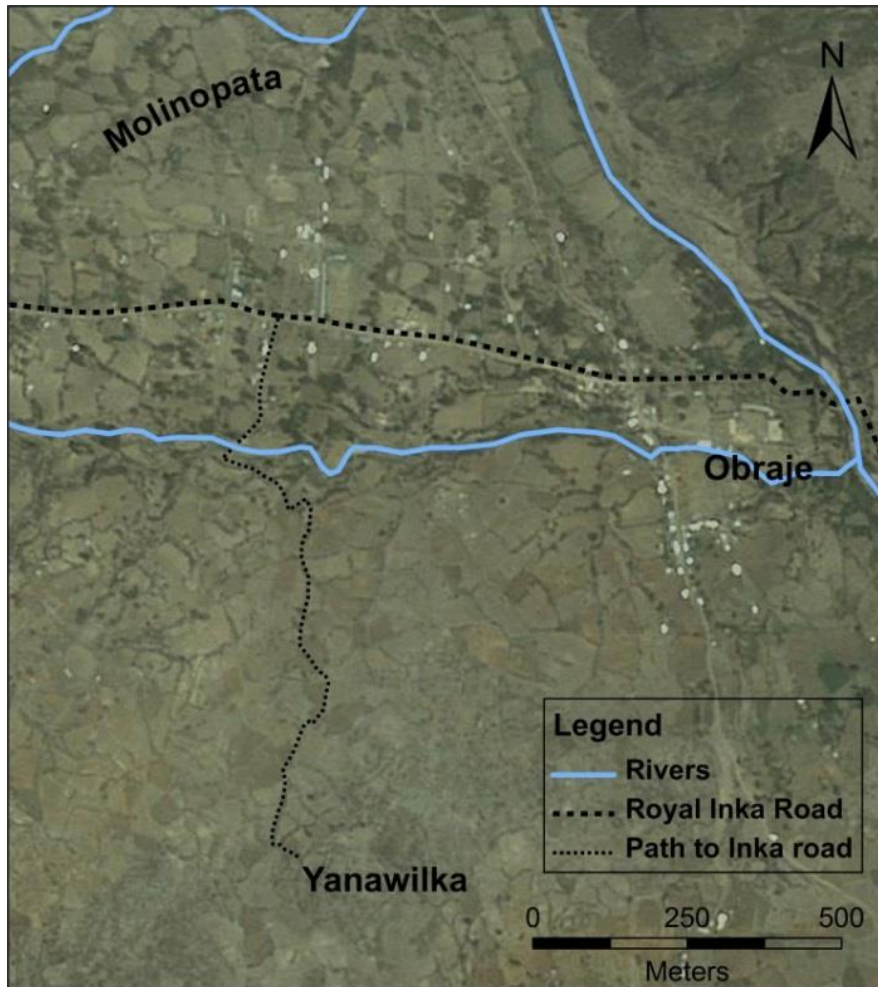 Molinopata
N
Obraje
Legend
Rivers
Royal Inka Road
Path to Inka road
Yanawilka
0 250 500
Meters